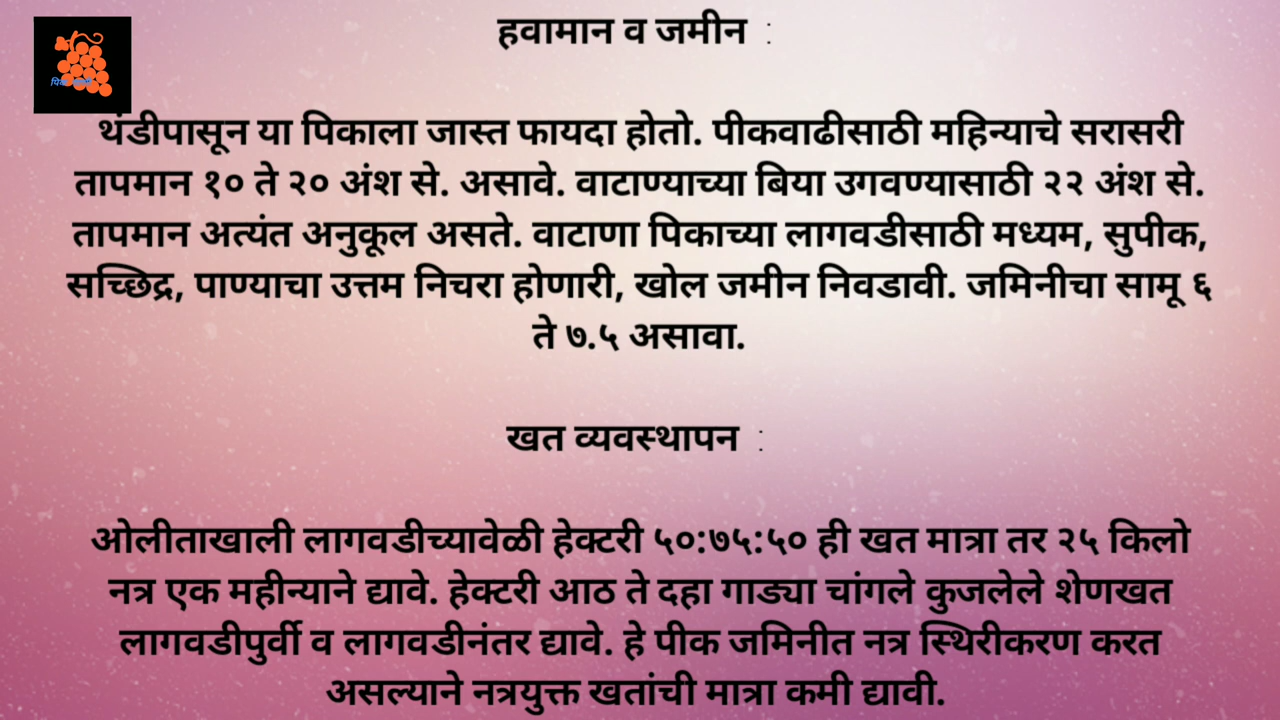 हवामान व जमीन :
थंडीपासून या पिकाला जास्त फायदा होतो. पीकवाढीसाठी महिन्याचे सरासरी
तापमान १० ते २० अंश से. असावे. वाटाण्याच्या बिया उगवण्यासाठी २२ अंश से.
तापमान अत्यंत अनुकूल असते. वाटाणा पिकाच्या लागवडीसाठी मध्यम, सुपीक,
सच्छिद्र, पाण्याचा उत्तम निचरा होणारी, खोल जमीन निवडावी. जमिनीचा सामू ६
ते ७.५ असावा.
खत व्यवस्थापन :
ओलीताखाली लागवडीच्यावेळी हेक्टरी ५०:७५:५० ही खत मात्रा तर २५ किलो
नत्र एक महीन्याने द्यावे. हेक्टरी आठ ते दहा गाड्या चांगले कुजलेले शेणखत
लागवडीपुर्वी व लागवडीनंतर द्यावे. हे पीक जमिनीत नत्र स्थिरीकरण करत
असल्याने नत्रयुक्त खतांची मात्रा कमी द्यावी.